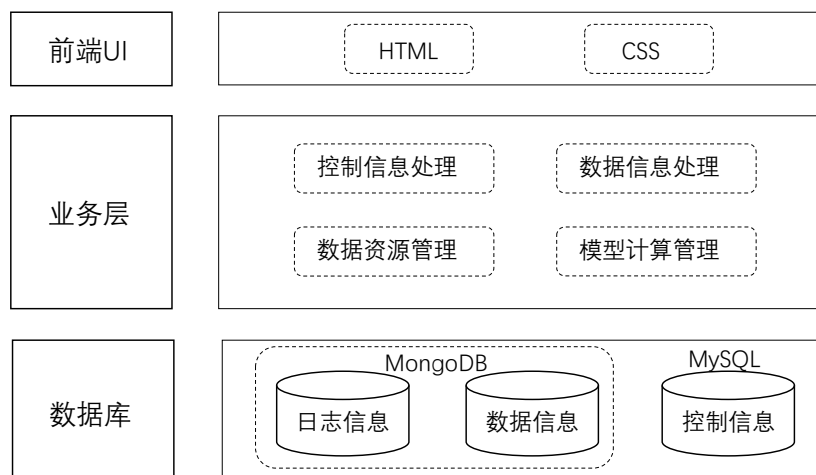 前端UI
HTML
CSS
业务层
控制信息处理
数据信息处理
数据资源管理
模型计算管理
数据库
MongoDB
MySQL
日志信息
数据信息
控制信息